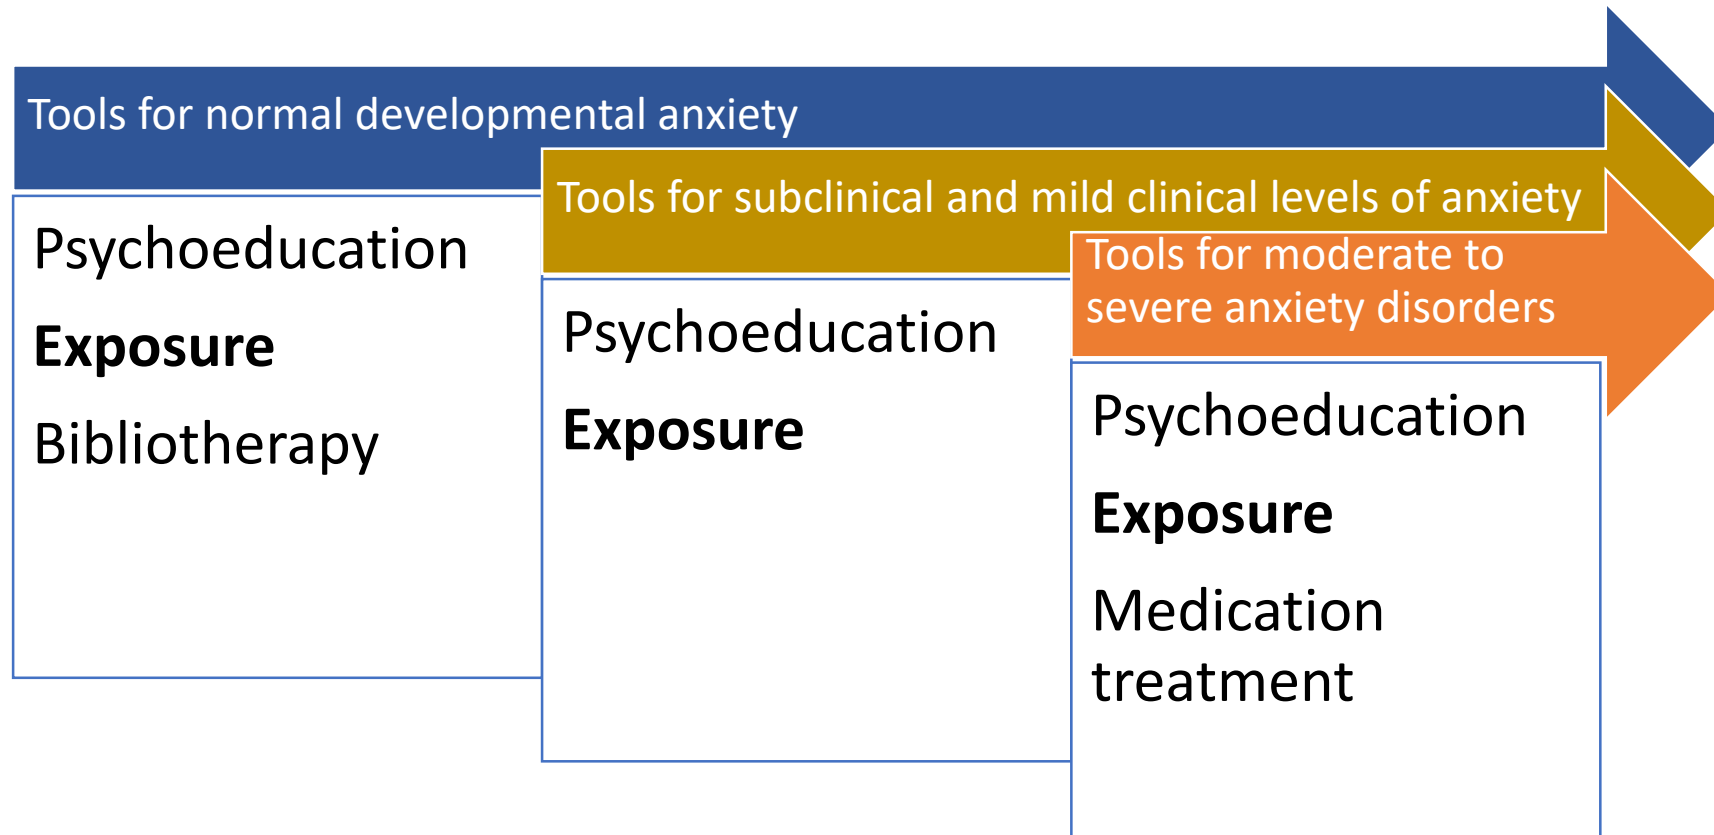 Tools for normal developmental anxiety
Psychoeducation
Exposure
Bibliotherapy
Tools for subclinical and mild clinical levels of anxiety
Psychoeducation
Exposure
Tools for moderate to
severe anxiety disorders
Psychoeducation
Exposure
Medication
treatment